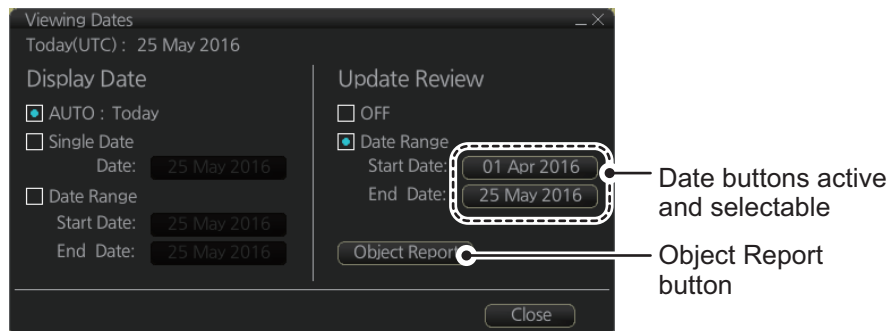 Viewing Dates
Today(UTC) : 25 May 2016
Display Date
AUTO : Today
Single Date
Date: 25 May 2016
Date Range
Start Date: 25 May 2016
End Date: 25 May 2016
Update Review
OFF
Date Range
Start Date: 01 Apr 2016
End Date: 25 May 2016
Object Report
Close
Date buttons active
and selectable
Object Report
button